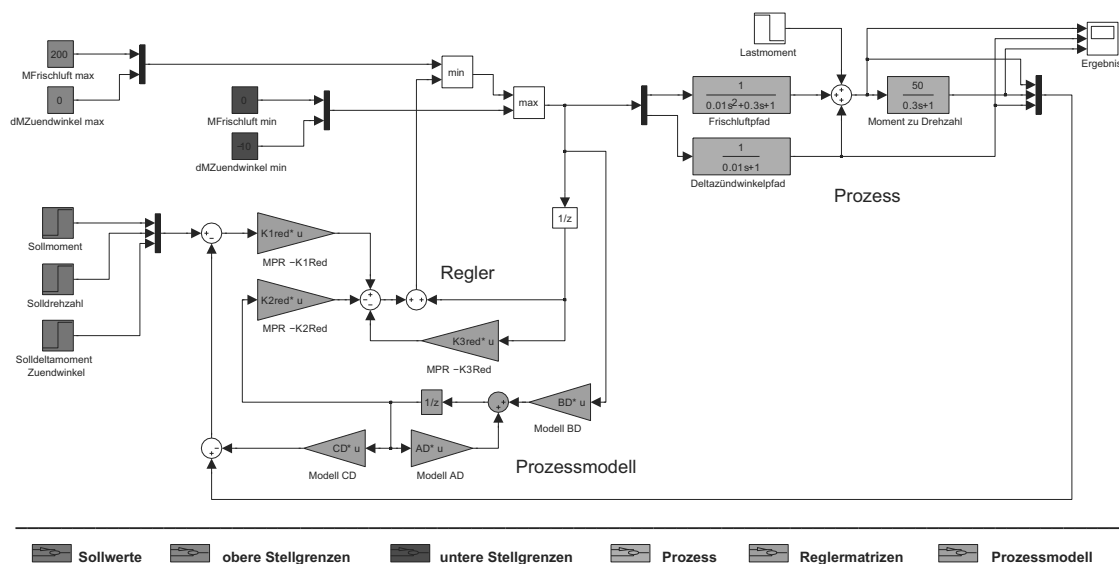 200
MFrischluft max
0
dMZuendwinkel max
0
MFrischluft min
-10
dMZuendwinkel min
min
max
Lastmoment
1
0.01s²+0.3s+1
Frischluftpfad
1
0.01s+1
Deltazündwinkelpfad
50
0.3s+1
Moment zu Drehzahl
Ergebnis
Prozess
1/z
Sollmoment
Solldrehzahl
Solldeltamoment
Zuendwinkel
+
−
K1red* u
MPR −K1Red
Regler
K2red* u
MPR −K2Red
−
+
−
+ +
K3red* u
MPR −K3Red
1/z
+
+
BD* u
Modell BD
CD* u
Modell CD
AD* u
Modell AD
Prozessmodell
+
−
+
+
+
Sollwerte
obere Stellgrenzen
untere Stellgrenzen
Prozess
Reglermatrizen
Prozessmodell